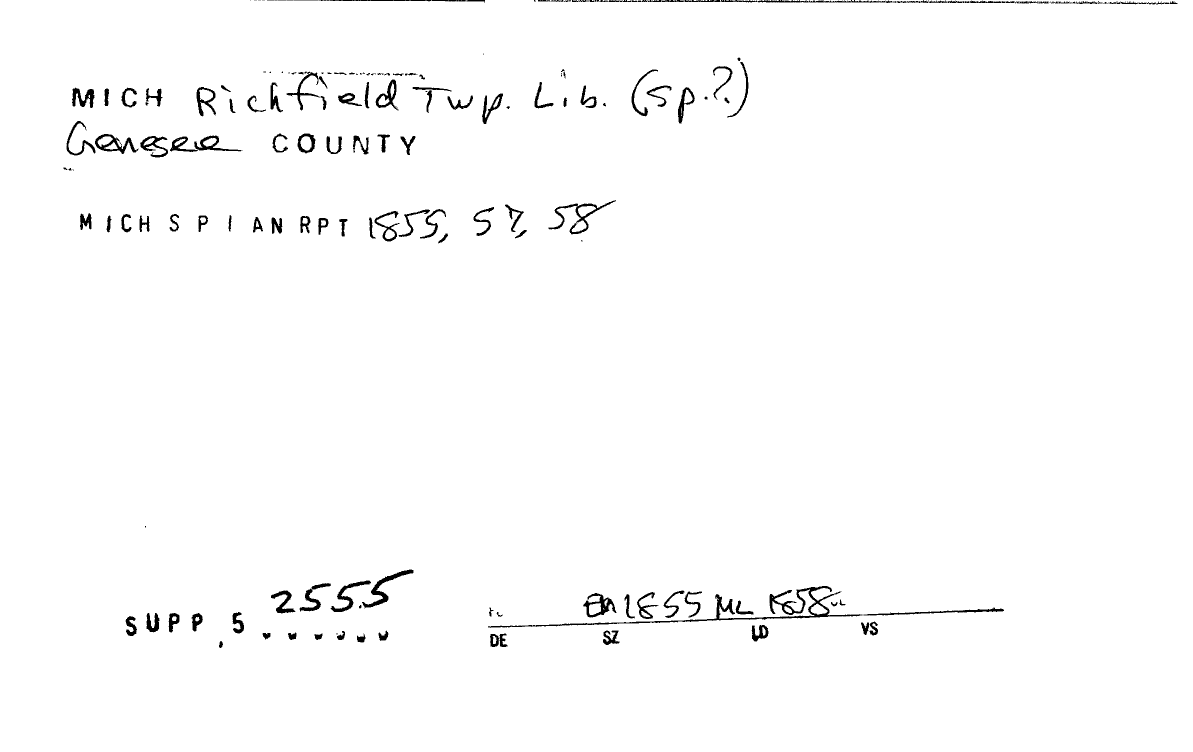 MICH Richfield Twp. Lib. (sp.?)
Genesee COUNTY
MICH S P I AN RPT 1855, 57, 58
SUPP, 5 2555 1855 ML 1858
DE SZ LD VS